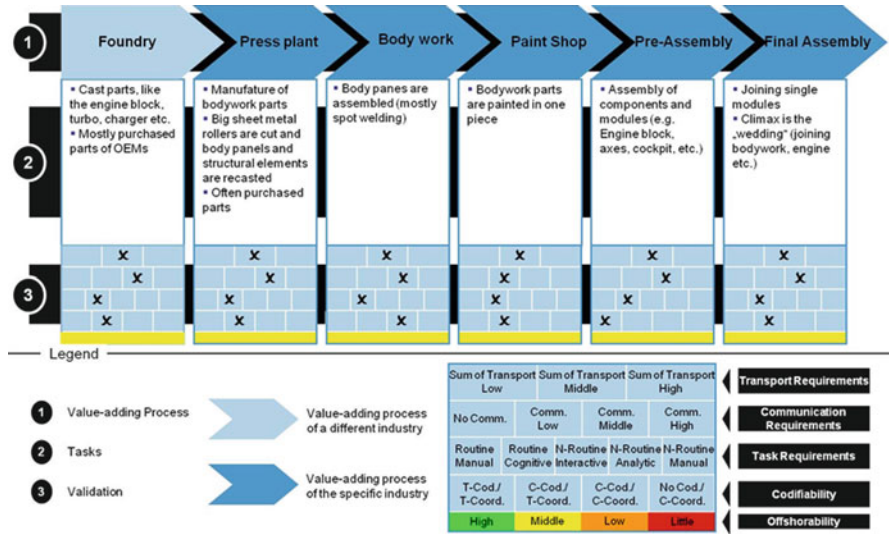 1
Foundry
Press plant
Body work
Paint Shop
Pre-Assembly
Final Assembly
2
▪ Cast parts, like
the engine block,
turbo, charger etc.
▪ Mostly purchased
parts of OEMs
▪ Manufature of
bodywork parts
▪ Big sheet metal
rollers are cut and
body panels and
structural elements
are recasted
▪ Often purchased
parts
▪ Body panes are
assembled (mostly
spot welding)
▪ Bodywork parts
are painted in one
piece
▪ Assembly of
components and
modules (e.g.
Engine block,
axes, cockpit, etc.)
▪ Joining single
modules
▪ Climax is the
„wedding" (joining
bodywork, engine
etc.)
3
x x x x x x
x x x x x x
x x x x x x
x x x x x x
Legend
1 Value-adding Process
2 Tasks
3 Validation
Value-adding process
of a different industry
Value-adding process
of the specific industry
Sum of Transport Low
Sum of Transport Middle
Sum of Transport High
Transport Requirements
No Comm.
Comm. Low
Comm. Middle
Comm. High
Communication
Requirements
Routine Manual
Routine Cognitive
N-Routine Interactive
N-Routine Analytic
N-Routine Manual
Task Requirements
T-Cod./ T-Coord.
C-Cod./ T-Coord.
C-Cod./ C-Coord.
No Cod./ C-Coord.
Codifiability
High
Middle
Low
Little
Offshorability